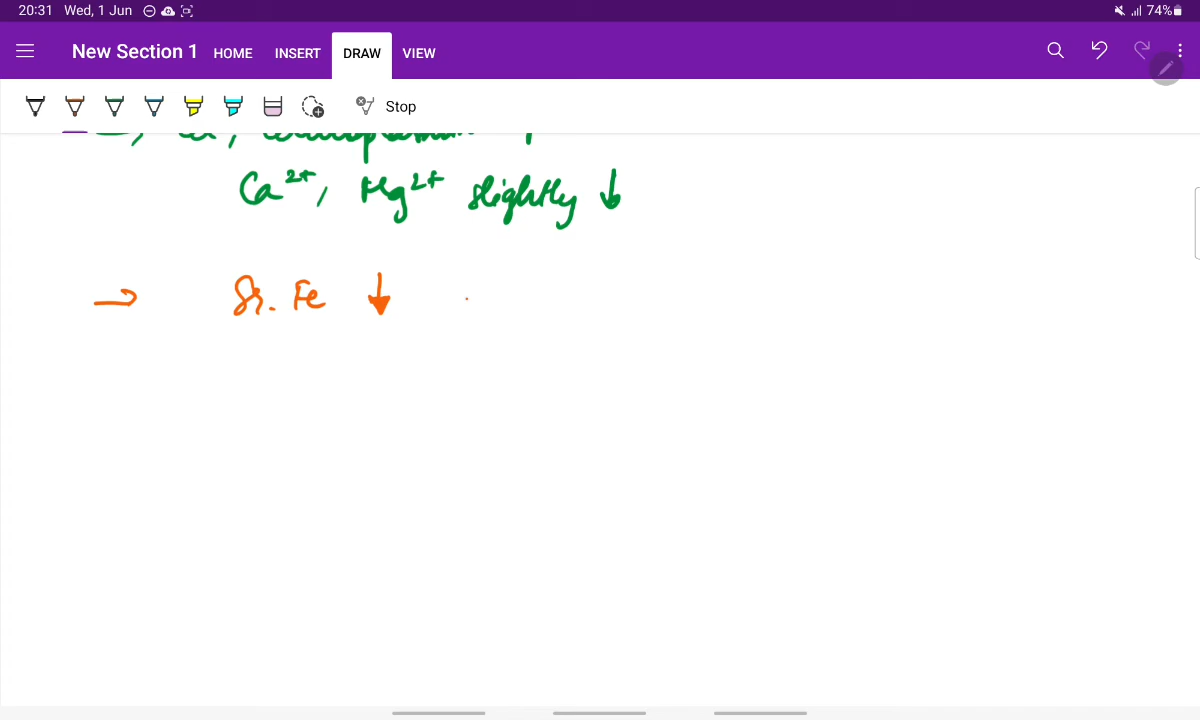 20:31 Wed, 1 Jun 74%
New Section 1 HOME INSERT DRAW VIEW
Stop
Ca²⁺, Mg²⁺ slightly ↓
→ Sr. Fe ↓